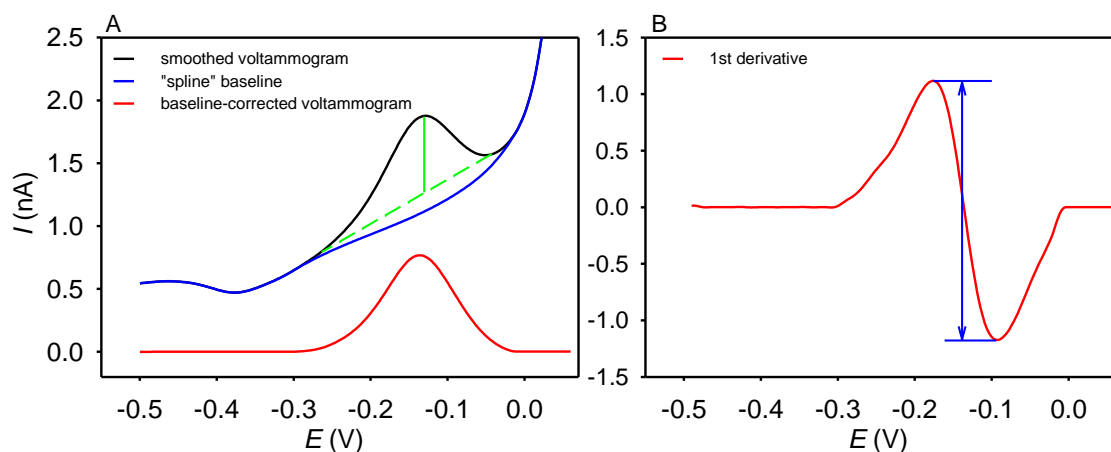 A
2.5
2.0
1.5
1.0
0.5
0.0
I (nA)
smoothed voltammogram
"spline" baseline
baseline-corrected voltammogram
-0.5 -0.4 -0.3 -0.2 -0.1 0.0
E (V)
B
1.5
1.0
0.5
0.0
-0.5
-1.0
-1.5
1st derivative
-0.5 -0.4 -0.3 -0.2 -0.1 0.0
E (V)